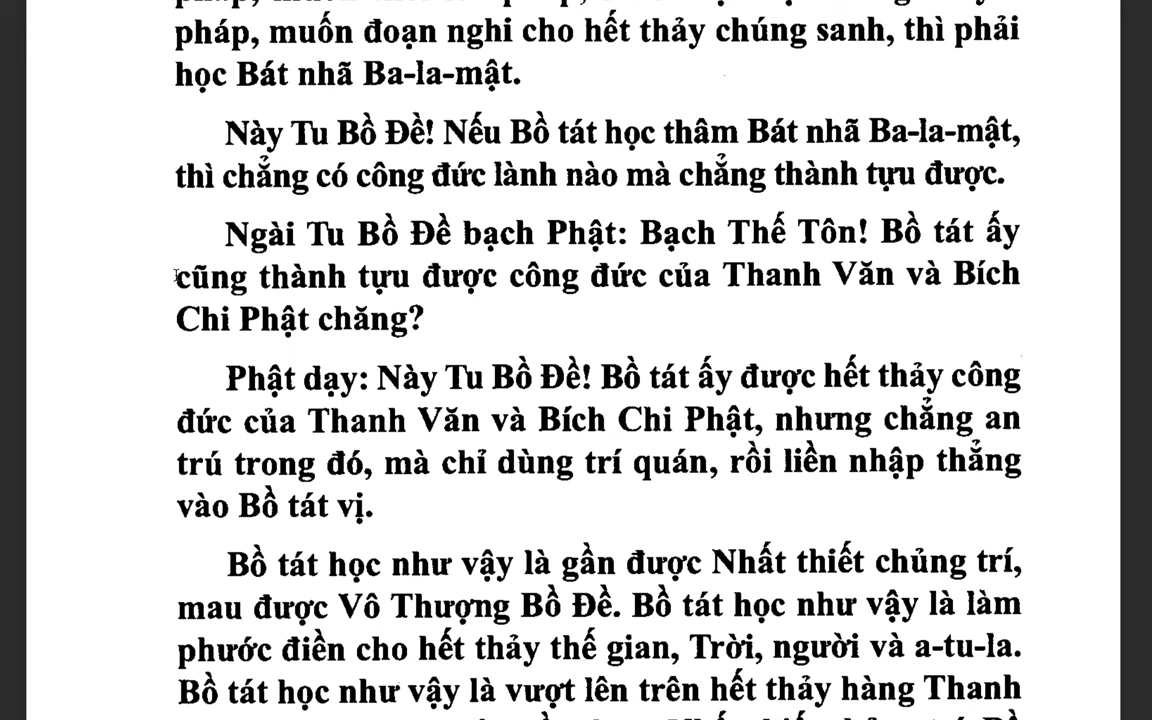 pháp, muốn đoạn nghi cho hết thảy chúng sanh, thì phải
học Bát nhã Ba-la-mật.
Này Tu Bồ Đề! Nếu Bồ tát học thâm Bát nhã Ba-la-mật,
thì chẳng có công đức lành nào mà chẳng thành tựu được.
Ngài Tu Bồ Đề bạch Phật: Bạch Thế Tôn! Bồ tát ấy
cũng thành tựu được công đức của Thanh Văn và Bích
Chi Phật chăng?
Phật dạy: Này Tu Bồ Đề! Bồ tát ấy được hết thảy công
đức của Thanh Văn và Bích Chi Phật, nhưng chẳng an
trú trong đó, mà chỉ dùng trí quán, rồi liền nhập thẳng
vào Bồ tát vị.
Bồ tát học như vậy là gần được Nhất thiết chủng trí,
mau được Vô Thượng Bồ Đề. Bồ tát học như vậy là làm
phước điền cho hết thảy thế gian, Trời, người và a-tu-la.
Bồ tát học như vậy là vượt lên trên hết thảy hàng Thanh